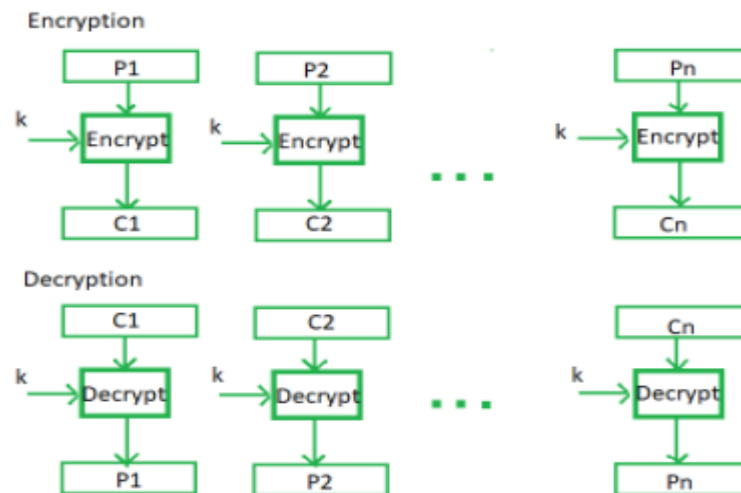 Encryption
P1 P2 Pn
k Encrypt k Encrypt k Encrypt
C1 C2 Cn
Decryption
C1 C2 Cn
k Decrypt k Decrypt k Decrypt
P1 P2 Pn